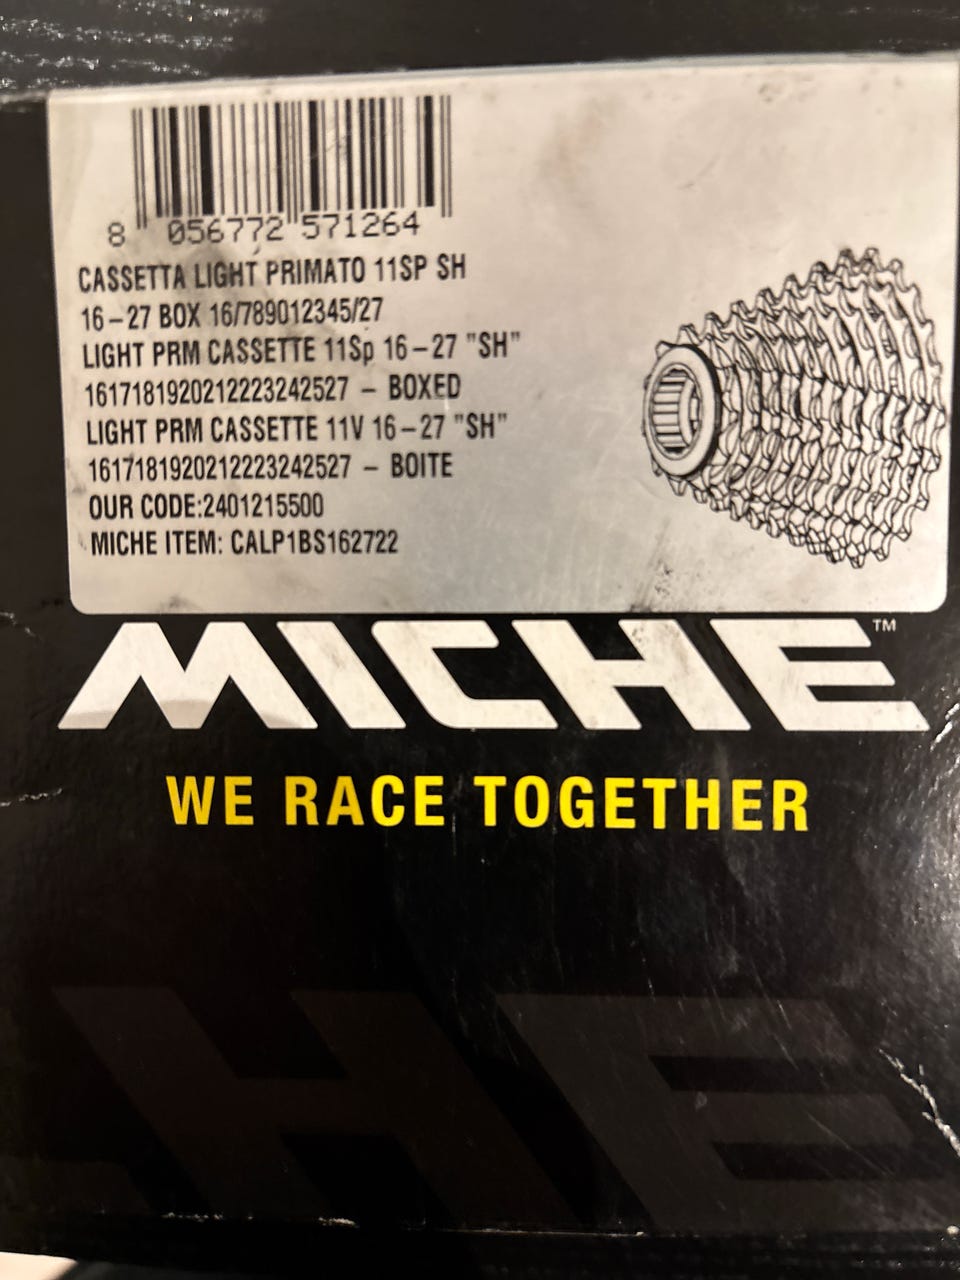 8 056772 571264
CASSETTA LIGHT PRIMATO 11SP SH
16-27 BOX 16/789012345/27
LIGHT PRM CASSETTE 11Sp 16-27 "SH"
1617181920212223242527 - BOXED
LIGHT PRM CASSETTE 11V 16-27 "SH"
1617181920212223242527 - BOITE
OUR CODE:2401215500
MICHE ITEM: CALP1BS162722
MICHE™
WE RACE TOGETHER
HE